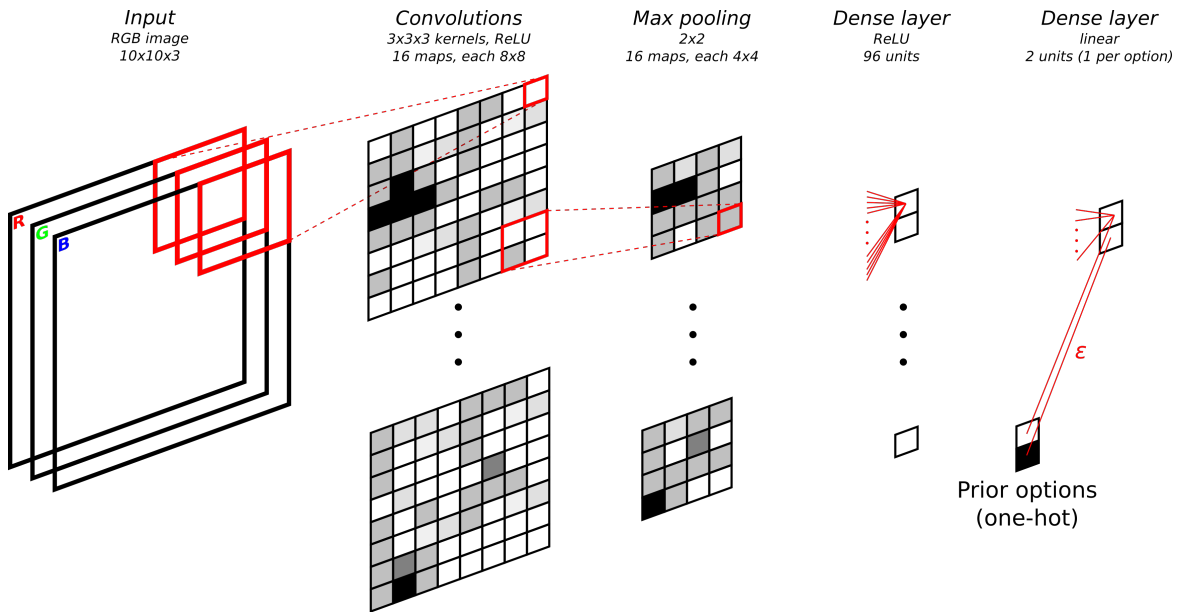 Input
RGB image
10x10x3
Convolutions
3x3x3 kernels, ReLU
16 maps, each 8x8
Max pooling
2x2
16 maps, each 4x4
Dense layer
ReLU
96 units
Dense layer
linear
2 units (1 per option)
R
G
B
ε
Prior options
(one-hot)